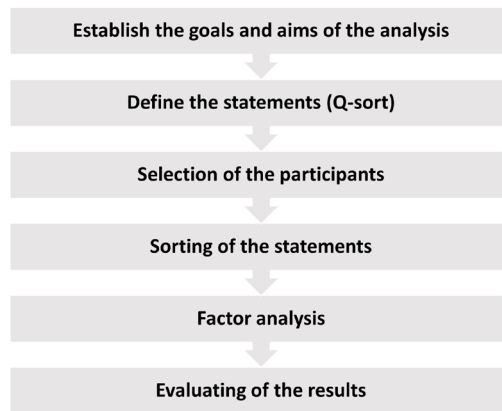 Establish the goals and aims of the analysis
Define the statements (Q-sort)
Selection of the participants
Sorting of the statements
Factor analysis
Evaluating of the results